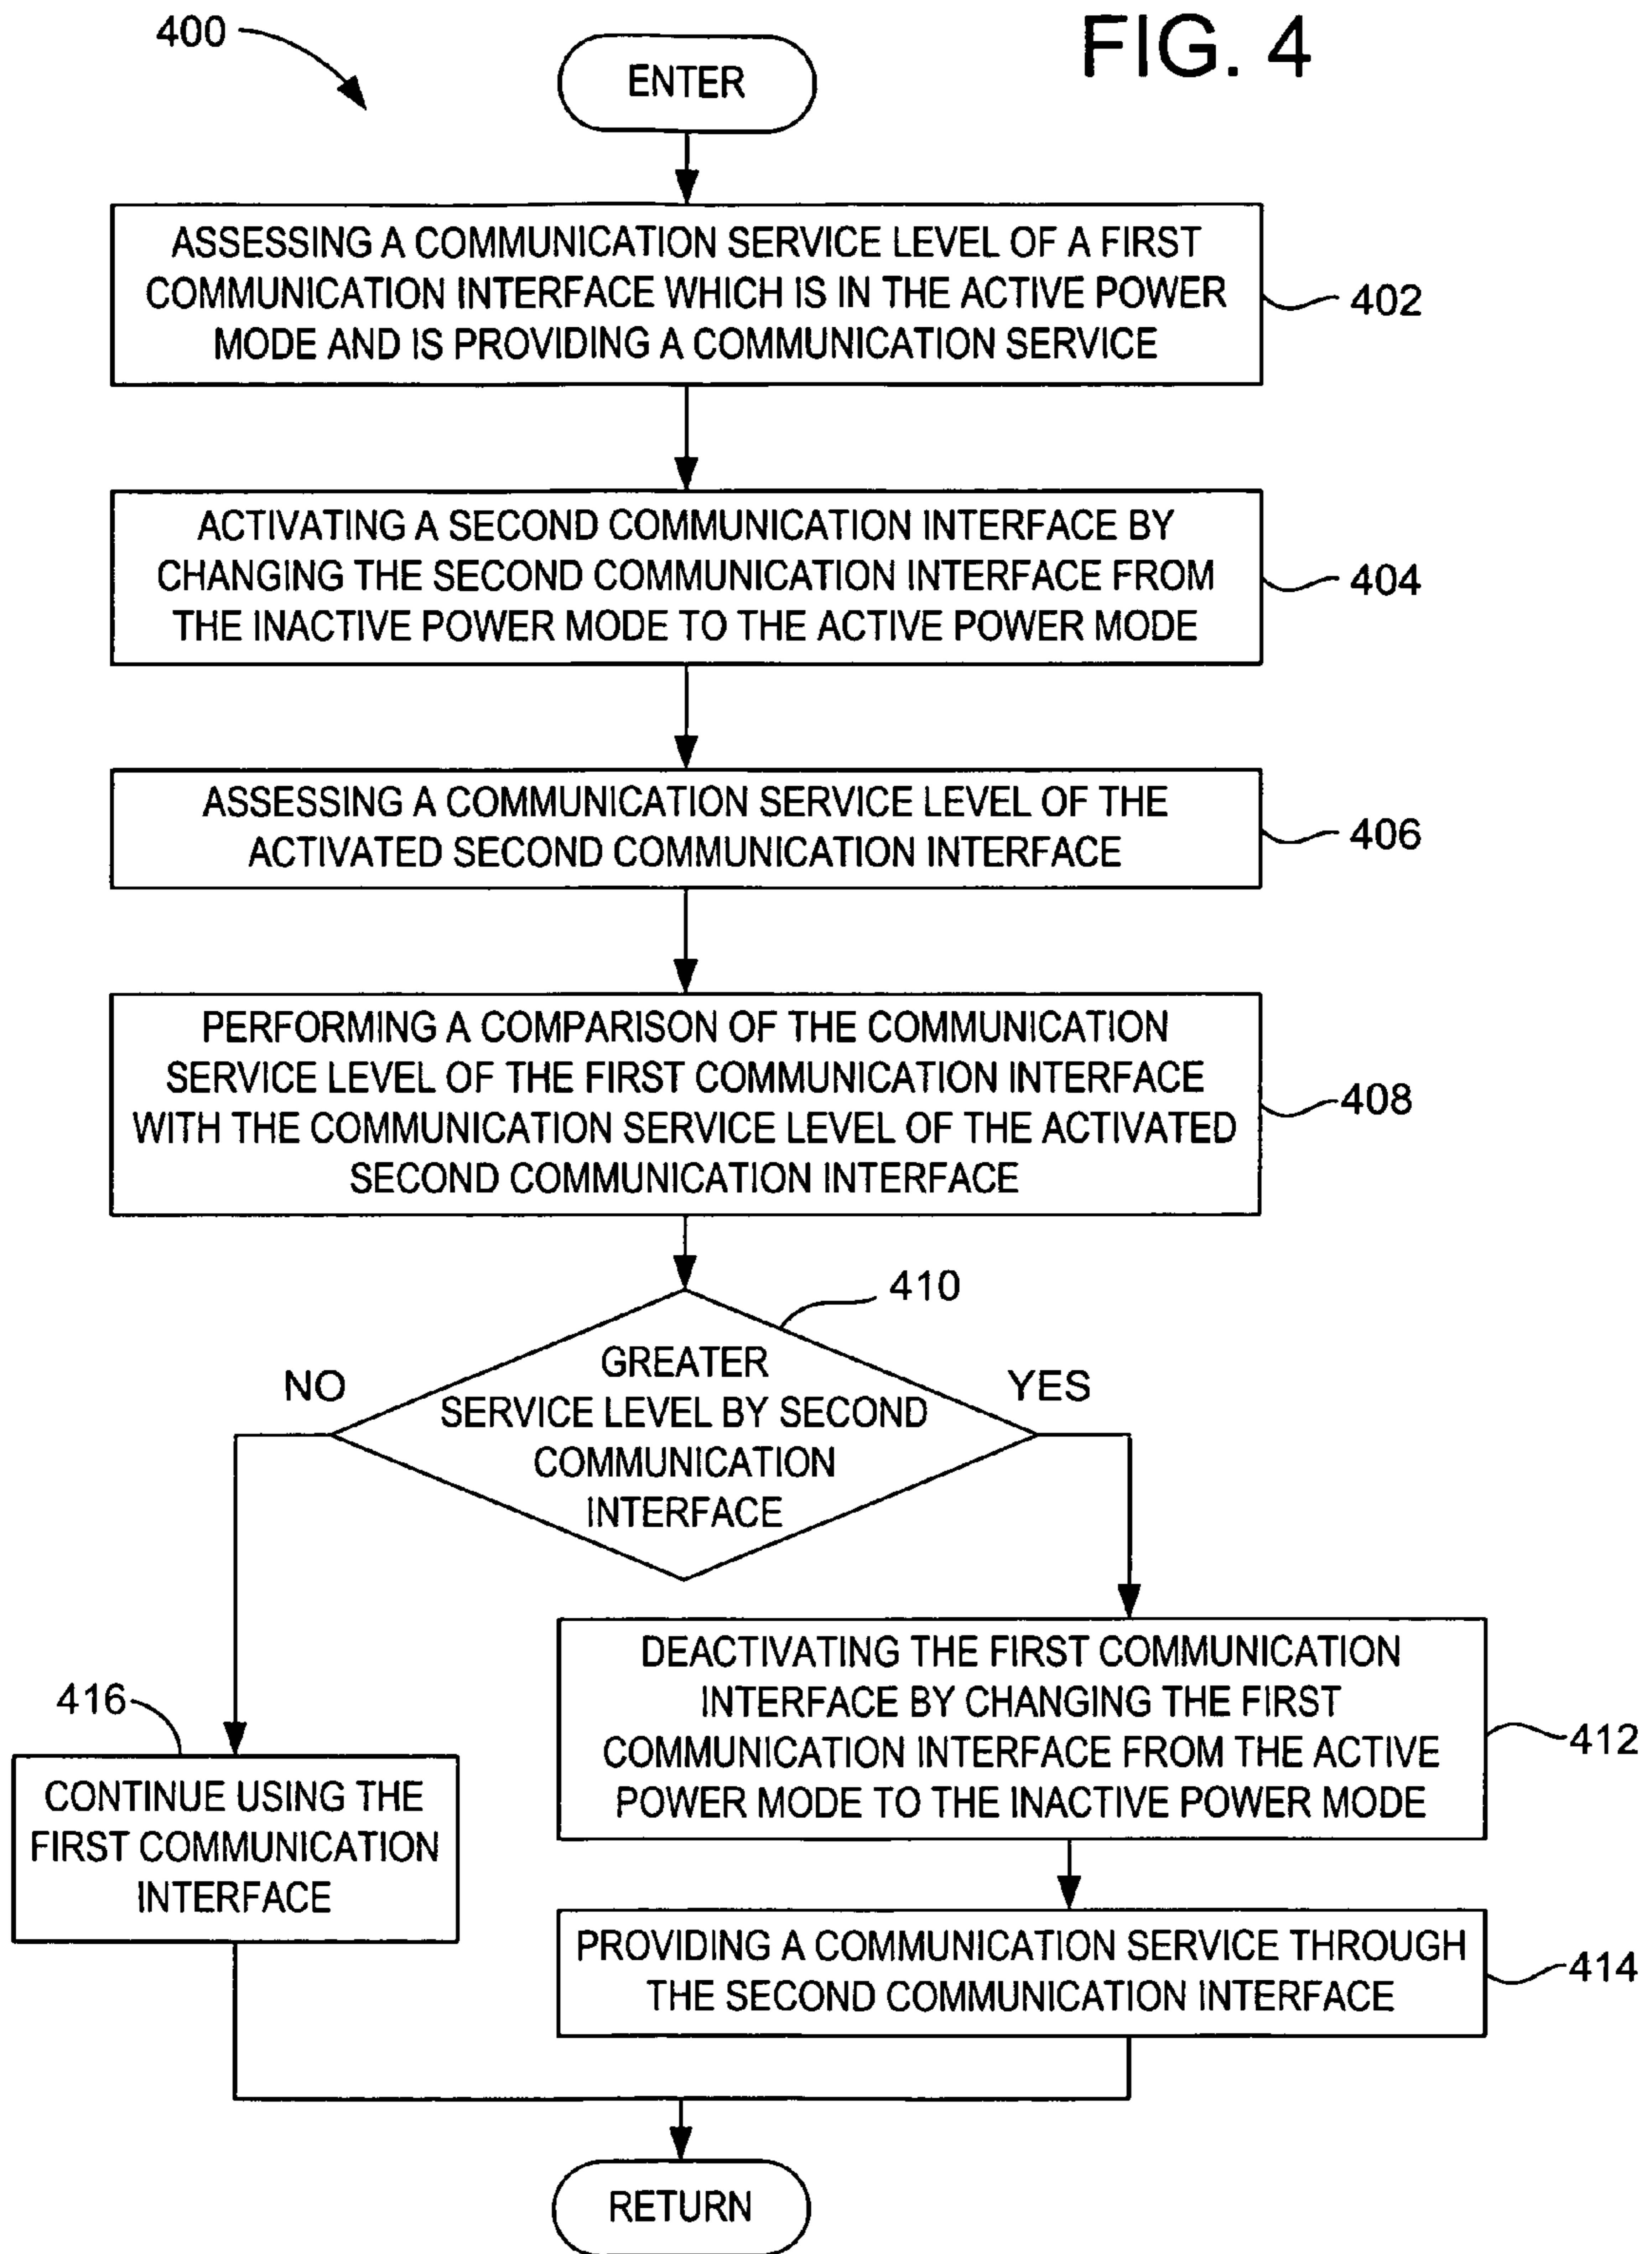 400
FIG. 4
ENTER
ASSESSING A COMMUNICATION SERVICE LEVEL OF A FIRST
COMMUNICATION INTERFACE WHICH IS IN THE ACTIVE POWER
MODE AND IS PROVIDING A COMMUNICATION SERVICE
402
ACTIVATING A SECOND COMMUNICATION INTERFACE BY
CHANGING THE SECOND COMMUNICATION INTERFACE FROM
THE INACTIVE POWER MODE TO THE ACTIVE POWER MODE
404
ASSESSING A COMMUNICATION SERVICE LEVEL OF THE
ACTIVATED SECOND COMMUNICATION INTERFACE
406
PERFORMING A COMPARISON OF THE COMMUNICATION
SERVICE LEVEL OF THE FIRST COMMUNICATION INTERFACE
WITH THE COMMUNICATION SERVICE LEVEL OF THE ACTIVATED
SECOND COMMUNICATION INTERFACE
408
410
GREATER
SERVICE LEVEL BY SECOND
COMMUNICATION
INTERFACE
NO
YES
DEACTIVATING THE FIRST COMMUNICATION
INTERFACE BY CHANGING THE FIRST
COMMUNICATION INTERFACE FROM THE ACTIVE
POWER MODE TO THE INACTIVE POWER MODE
412
416
CONTINUE USING THE
FIRST COMMUNICATION
INTERFACE
PROVIDING A COMMUNICATION SERVICE THROUGH
THE SECOND COMMUNICATION INTERFACE
414
RETURN